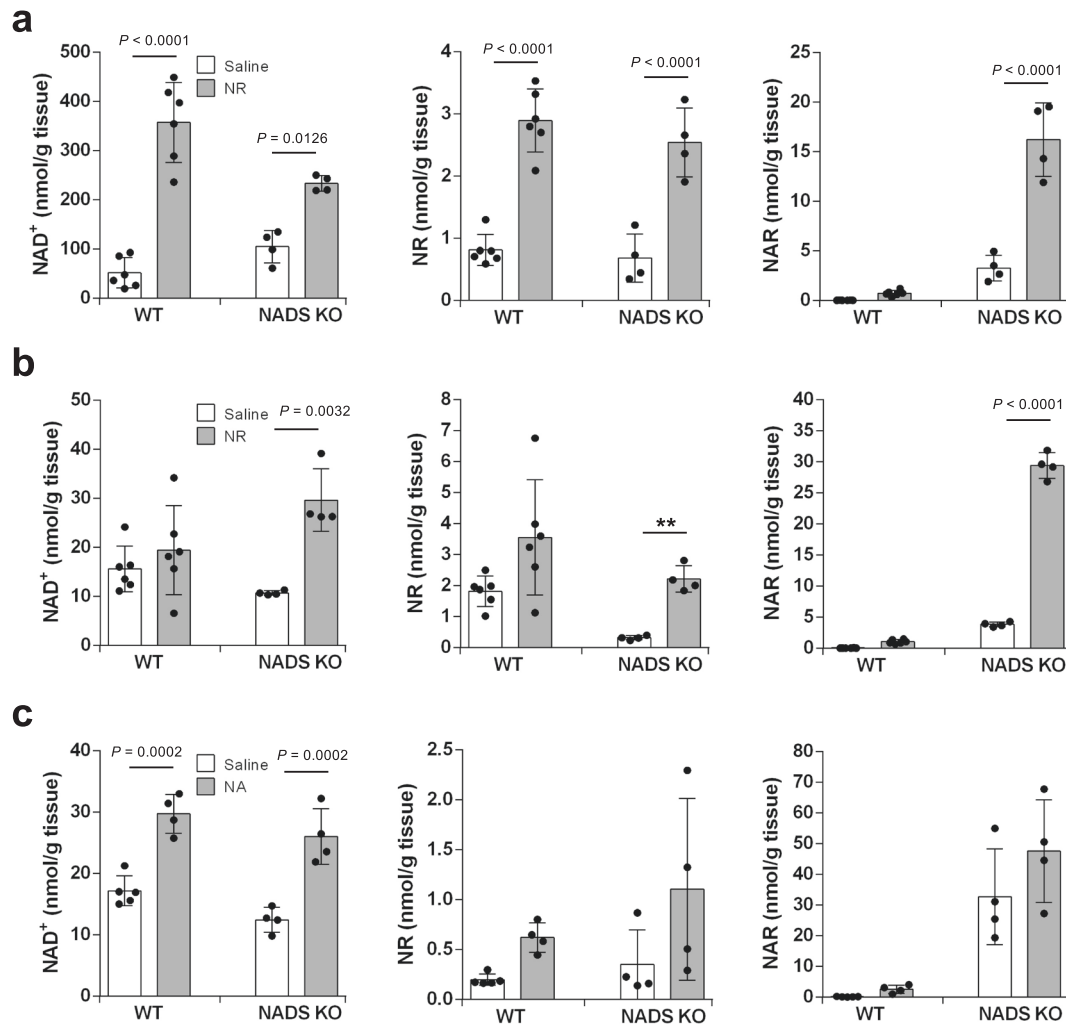 a
P < 0.0001
Saline
NR
P = 0.0126
NAD+ (nmol/g tissue)
500
400
300
200
100
0
WT
NADS KO
P < 0.0001
P < 0.0001
NR (nmol/g tissue)
4
3
2
1
0
WT
NADS KO
P < 0.0001
NAR (nmol/g tissue)
25
20
15
10
5
0
WT
NADS KO
b
Saline
NR
P = 0.0032
NAD+ (nmol/g tissue)
50
40
30
20
10
0
WT
NADS KO
**
NR (nmol/g tissue)
8
7
6
5
4
3
2
1
0
WT
NADS KO
P < 0.0001
NAR (nmol/g tissue)
40
35
30
25
20
15
10
5
0
WT
NADS KO
c
P = 0.0002
Saline
NA
P = 0.0002
NAD+ (nmol/g tissue)
40
30
20
10
0
WT
NADS KO
NR (nmol/g tissue)
2.5
2.0
1.5
1.0
0.5
0.0
WT
NADS KO
NAR (nmol/g tissue)
80
70
60
50
40
30
20
10
0
WT
NADS KO